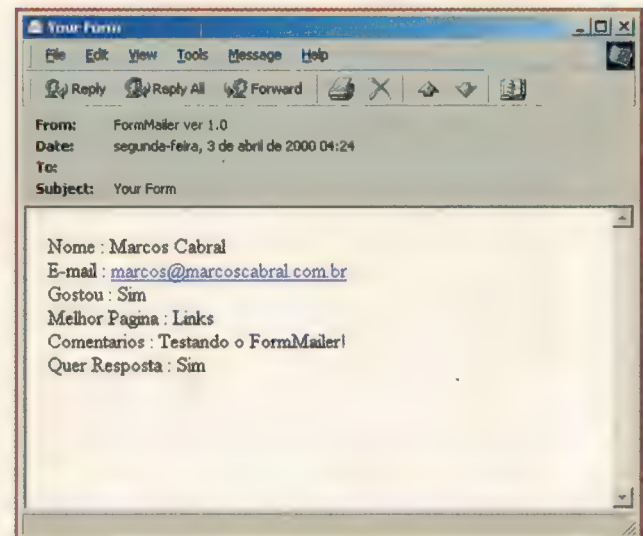 Your Form
File Edit View Tools Message Help
Reply Reply All Forward
From: FormMailer ver 1.0
Date: segunda-feira, 3 de abril de 2000 04:24
To:
Subject: Your Form
Nome : Marcos Cabral
E-mail : marcos@marcoscabral.com.br
Gostou : Sim
Melhor Pagina : Links
Comentarios : Testando o FormMailer!
Quer Resposta : Sim